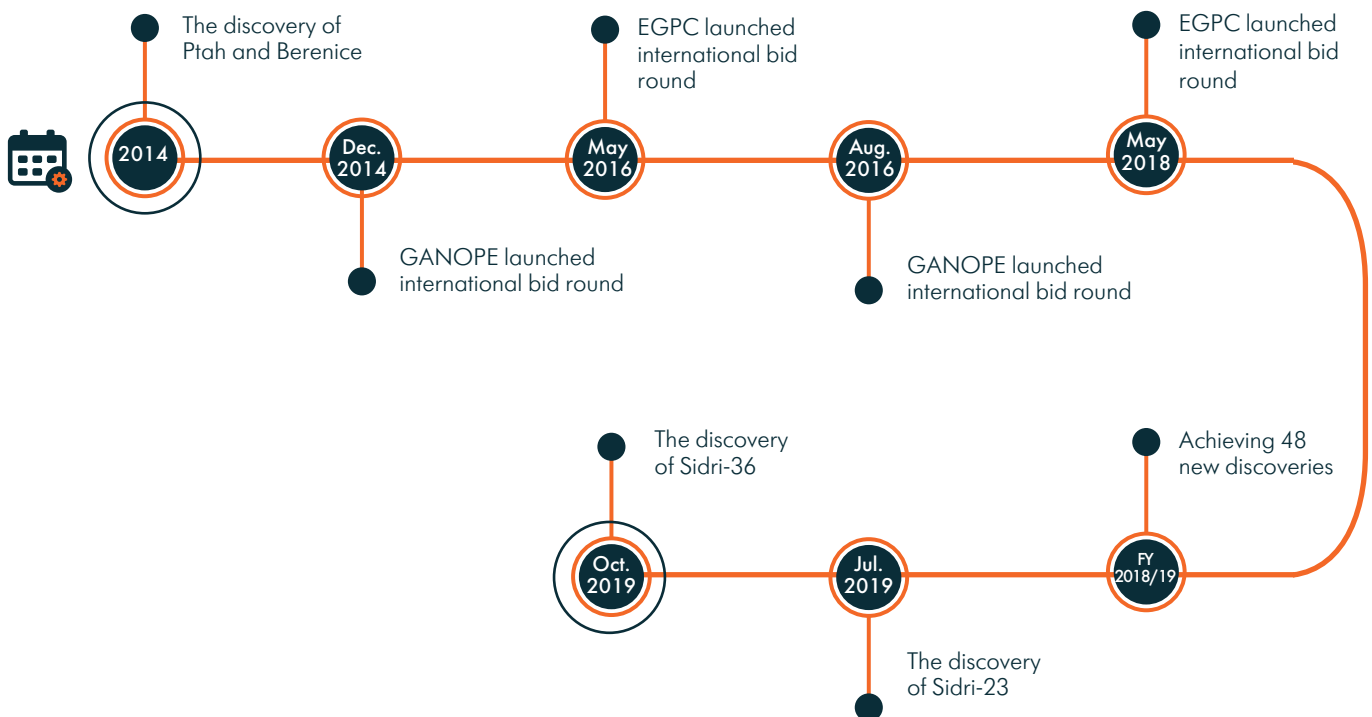 The discovery of
Ptah and Berenice
2014
Dec.
2014
GANOPE launched
international bid round
EGPC launched
international bid
round
May
2016
Aug.
2016
GANOPE launched
international bid round
EGPC launched
international bid
round
May
2018
Achieving 48
new discoveries
FY
2018/19
Jul.
2019
The discovery
of Sidri-23
The discovery
of Sidri-36
Oct.
2019